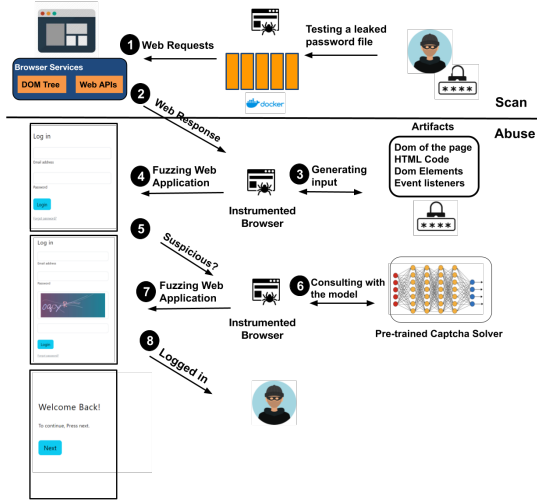 Testing a leaked
password file
1 Web Requests
Browser Services
DOM Tree
Web APIs
docker
Scan
2
Web Response
Abuse
Log in
Email address
Password
Login
4 Fuzzing Web
Application
3 Generating
input
Instrumented
Browser
Artifacts
Dom of the page
HTML Code
Dom Elements
Event listeners
****
****
5
Suspicious?
Log in
Email address
Password
Login
7 Fuzzing Web
Application
6 Consulting with
the model
Instrumented
Browser
Pre-trained Captcha Solver
8
Logged in
Welcome Back!
To continue, Press next
Next